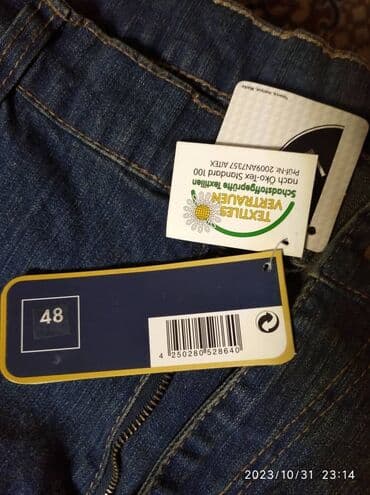 TEXTILES
VERTRAUEN
Schadstoffgeprüfte Textilien
nach Öko-Tex Standard 100
Prüf-Nr. 2009AN7357 AITEX
48
4 250280 528640
2023/10/31 23:14